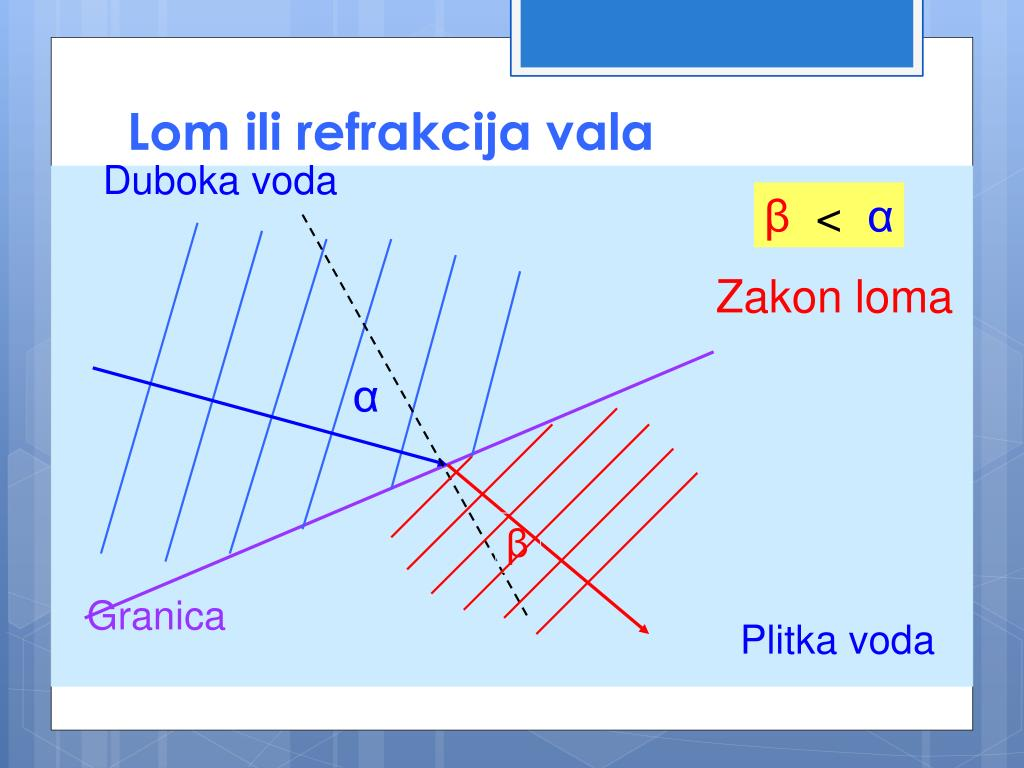 Lom ili refrakcija vala
Duboka voda
β < α
Zakon loma
α
β
Granica
Plitka voda